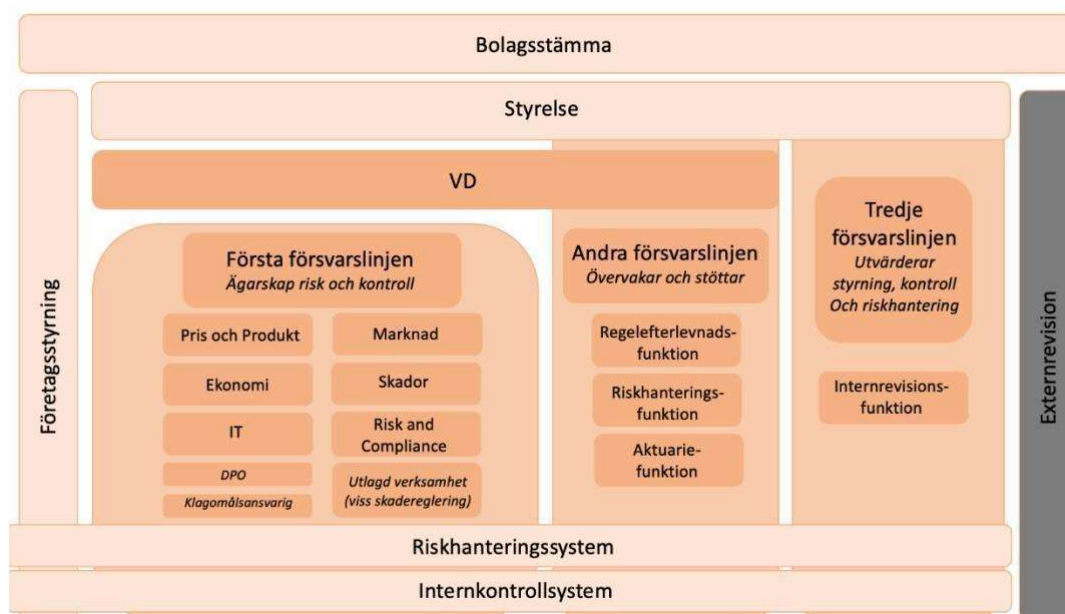 Bolagsstämma
Styrelse
VD
Företagsstyrning
Första försvarslinjen
Ägarskap risk och kontroll
Pris och Produkt
Marknad
Ekonomi
Skador
IT
Risk and
Compliance
DPO
Klagomålsansvarig
Utlagd verksamhet
(viss skadereglering)
Andra försvarslinjen
Övervakar och stöttar
Regelefterlevnads-
funktion
Riskhanterings-
funktion
Aktuarie-
funktion
Tredje
försvarslinjen
Utvärderar
styrning, kontroll
Och riskhantering
Internrevisions-
funktion
Externrevision
Riskhanteringssystem
Internkontrollsystem